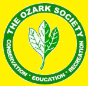 THE OZARK SOCIETY
CONSERVATION - EDUCATION - RECREATION